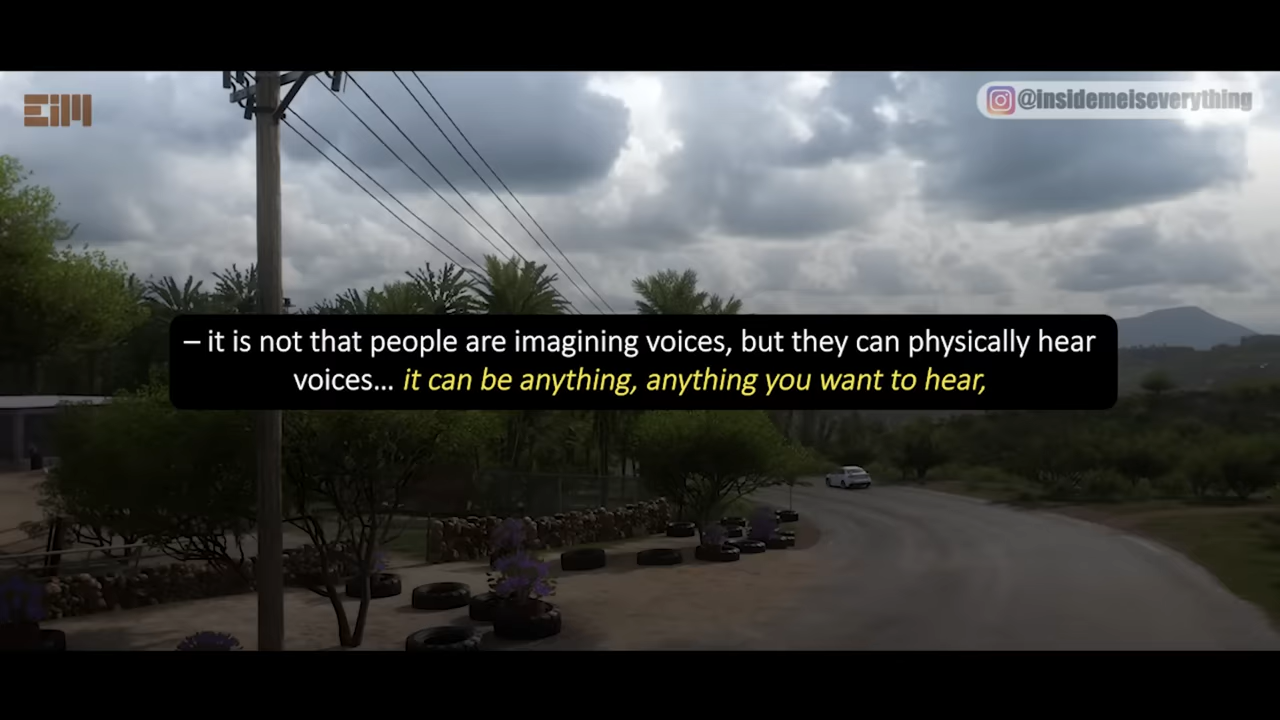 EiM
@insidemeiseverything
– it is not that people are imagining voices, but they can physically hear
voices... it can be anything, anything you want to hear,